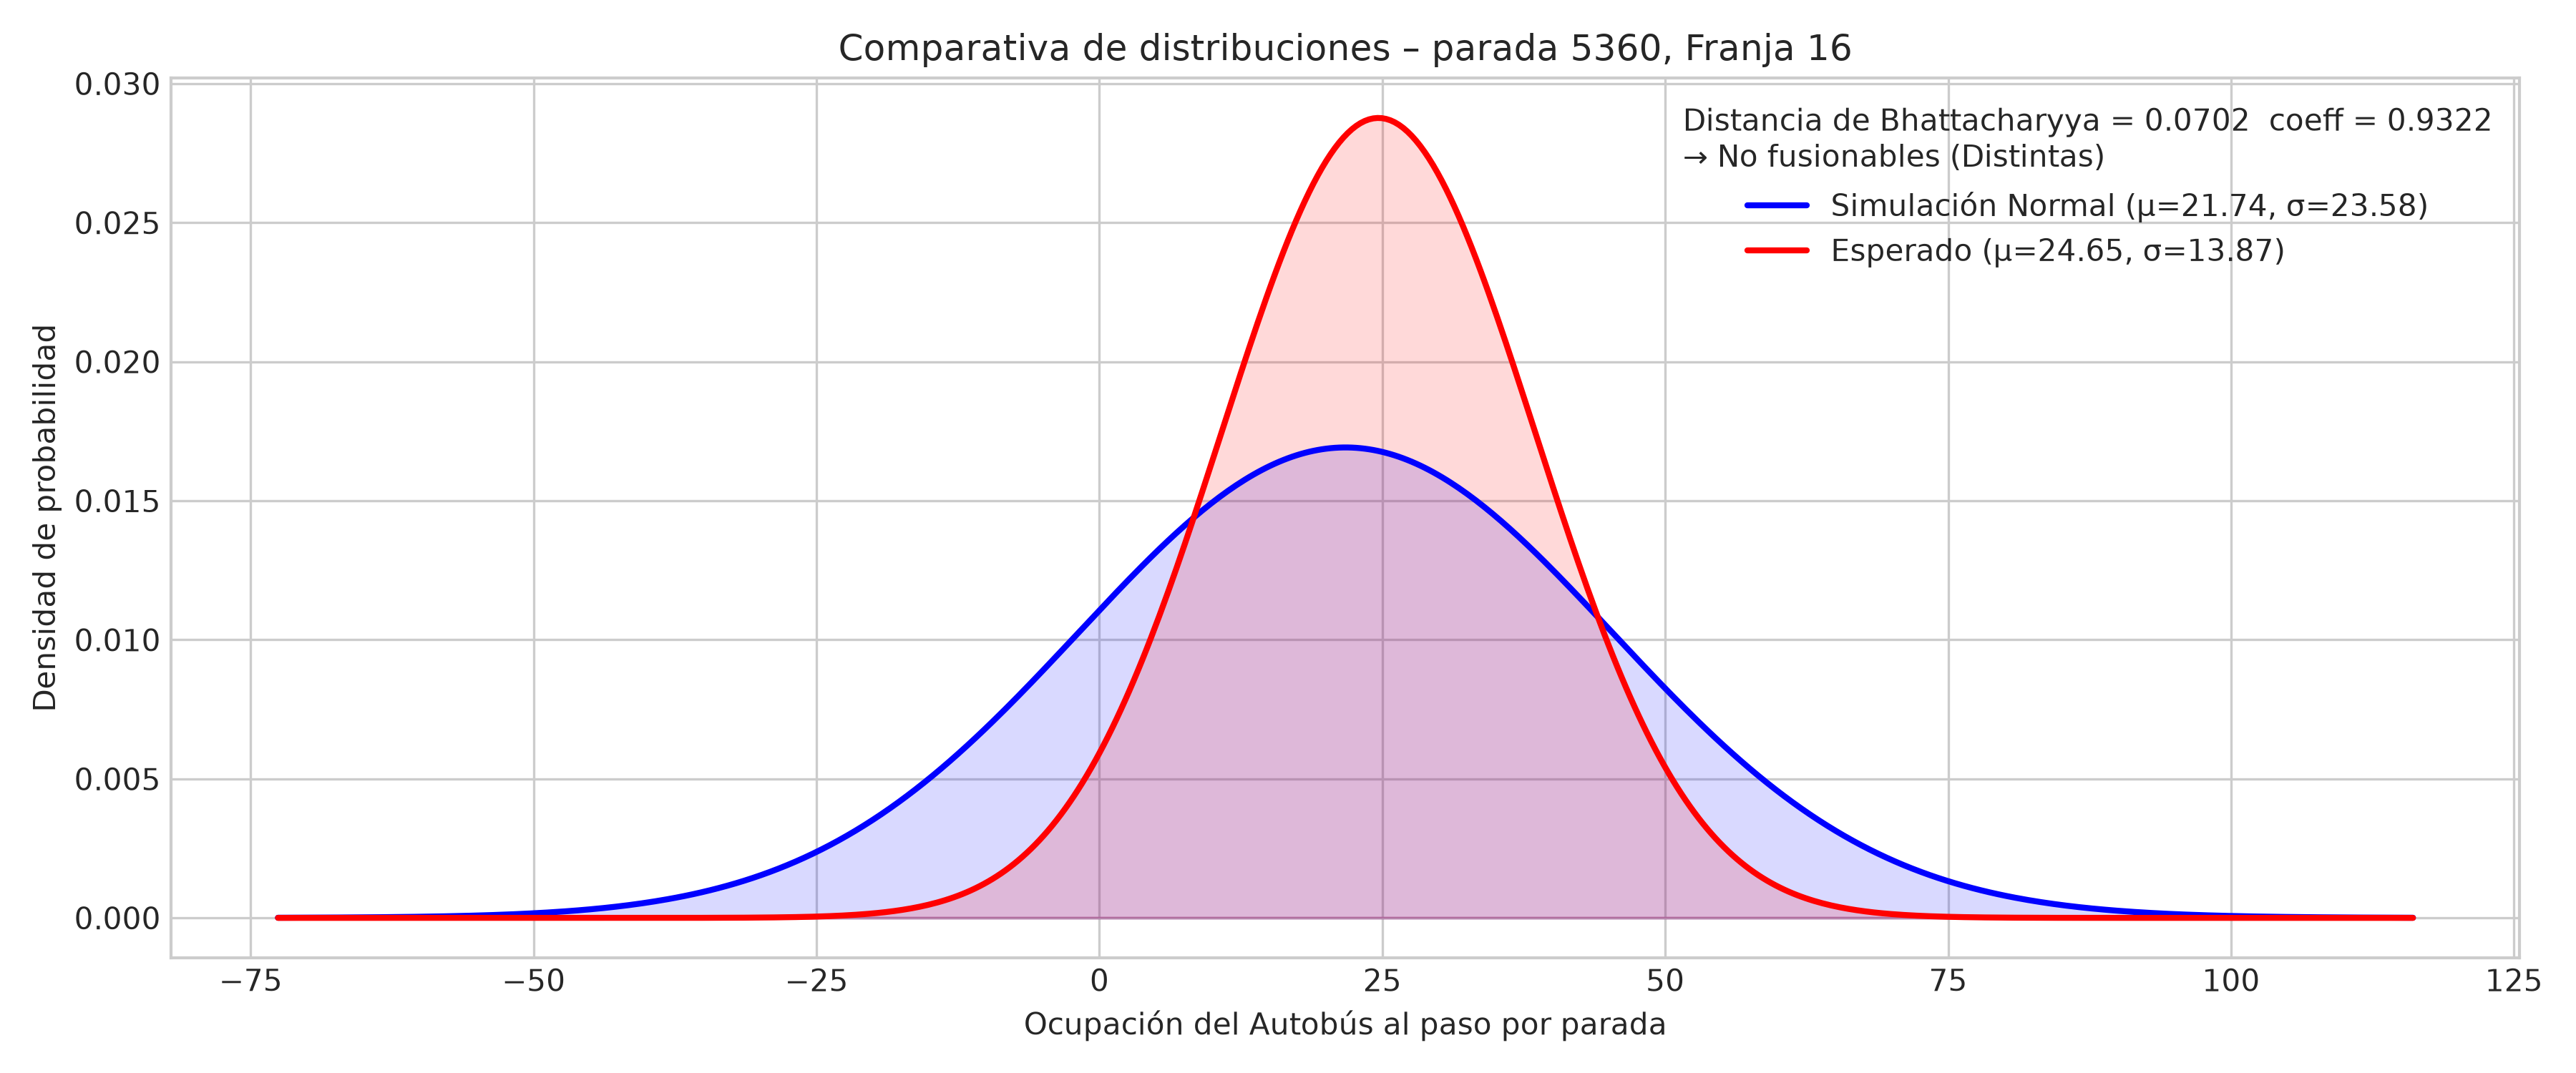 Comparativa de distribuciones – parada 5360, Franja 16
Distancia de Bhattacharyya = 0.0702  coeff = 0.9322
→ No fusionables (Distintas)
Simulación Normal (μ=21.74, σ=23.58)
Esperado (μ=24.65, σ=13.87)
Densidad de probabilidad
0.030
0.025
0.020
0.015
0.010
0.005
0.000
−75 −50 −25 0 25 50 75 100 125
Ocupación del Autobús al paso por parada